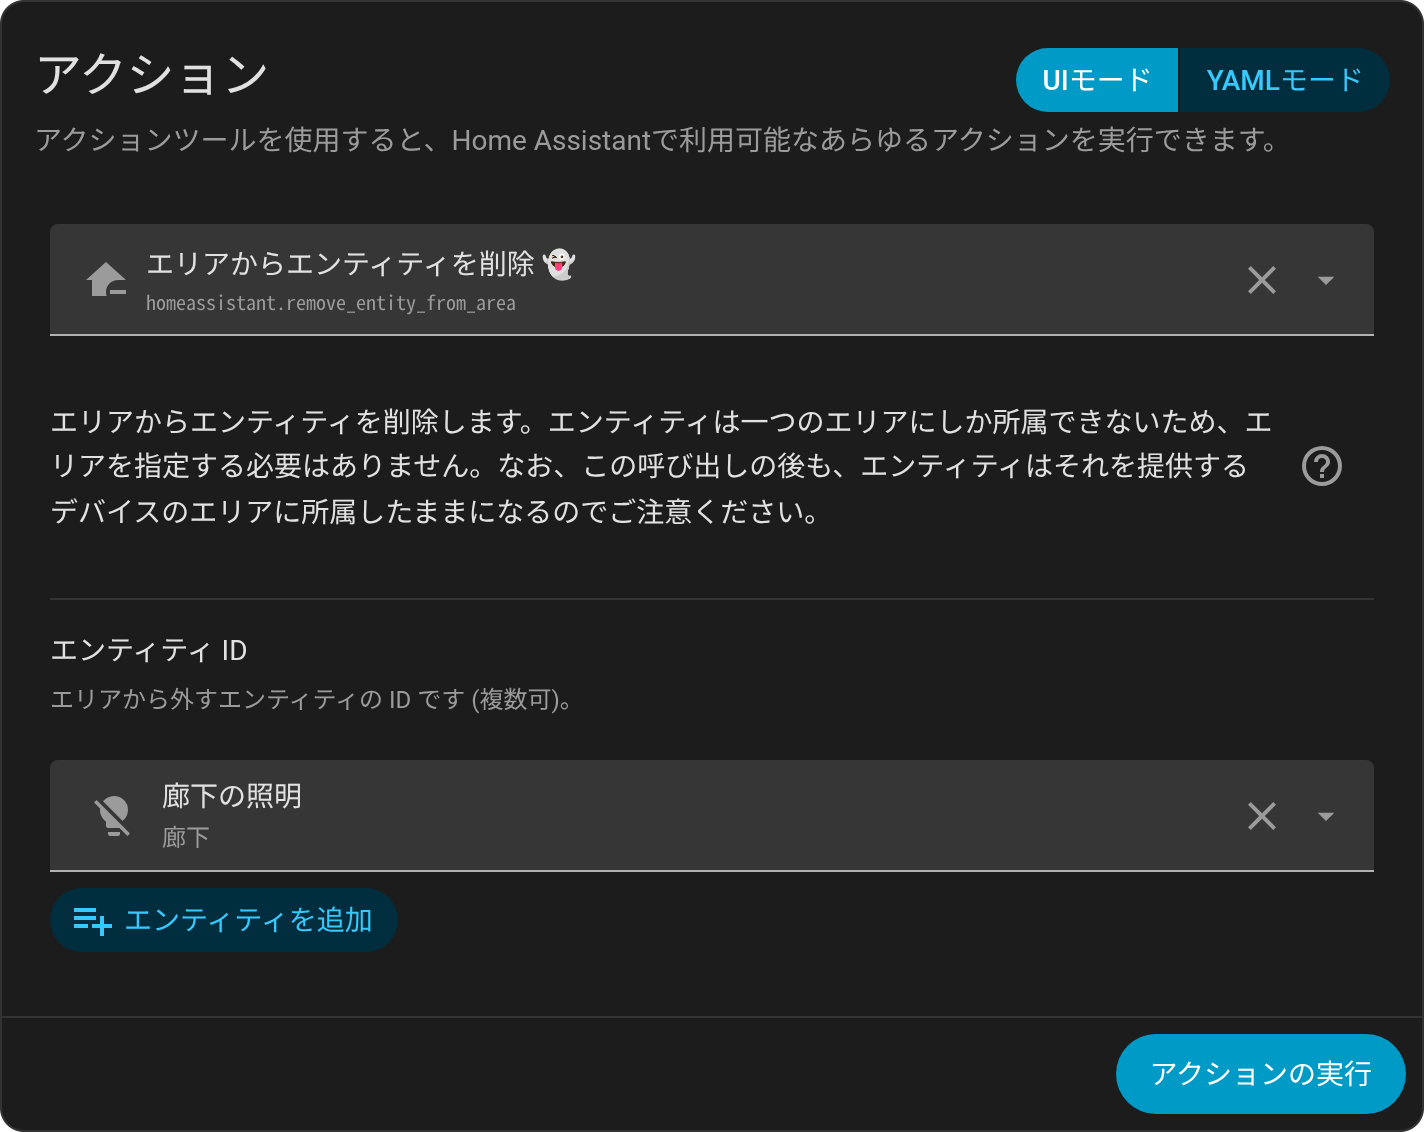 アクション
UIモード
YAMLモード
アクションツールを使用すると、Home Assistantで利用可能なあらゆるアクションを実行できます。
エリアからエンティティを削除 👻
homeassistant.remove_entity_from_area
エリアからエンティティを削除します。エンティティは一つのエリアにしか所属できないため、エ
リアを指定する必要はありません。なお、この呼び出しの後も、エンティティはそれを提供する
デバイスのエリアに所属したままになるのでご注意ください。
エンティティ ID
エリアから外すエンティティの ID です (複数可)。
廊下の照明
廊下
エンティティを追加
アクションの実行